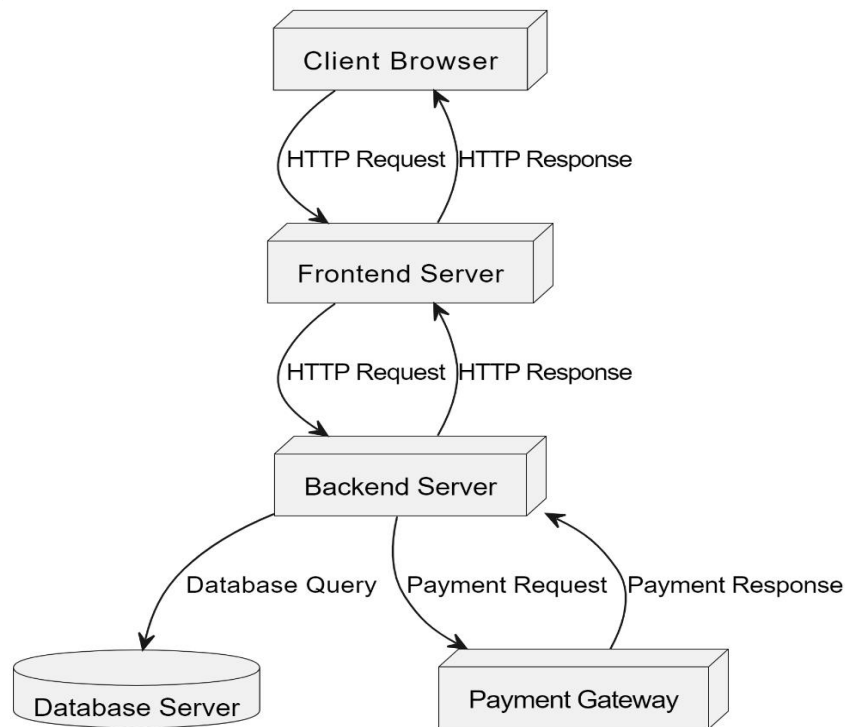 Client Browser
HTTP Request HTTP Response
Frontend Server
HTTP Request HTTP Response
Backend Server
Database Query Payment Request Payment Response
Database Server Payment Gateway